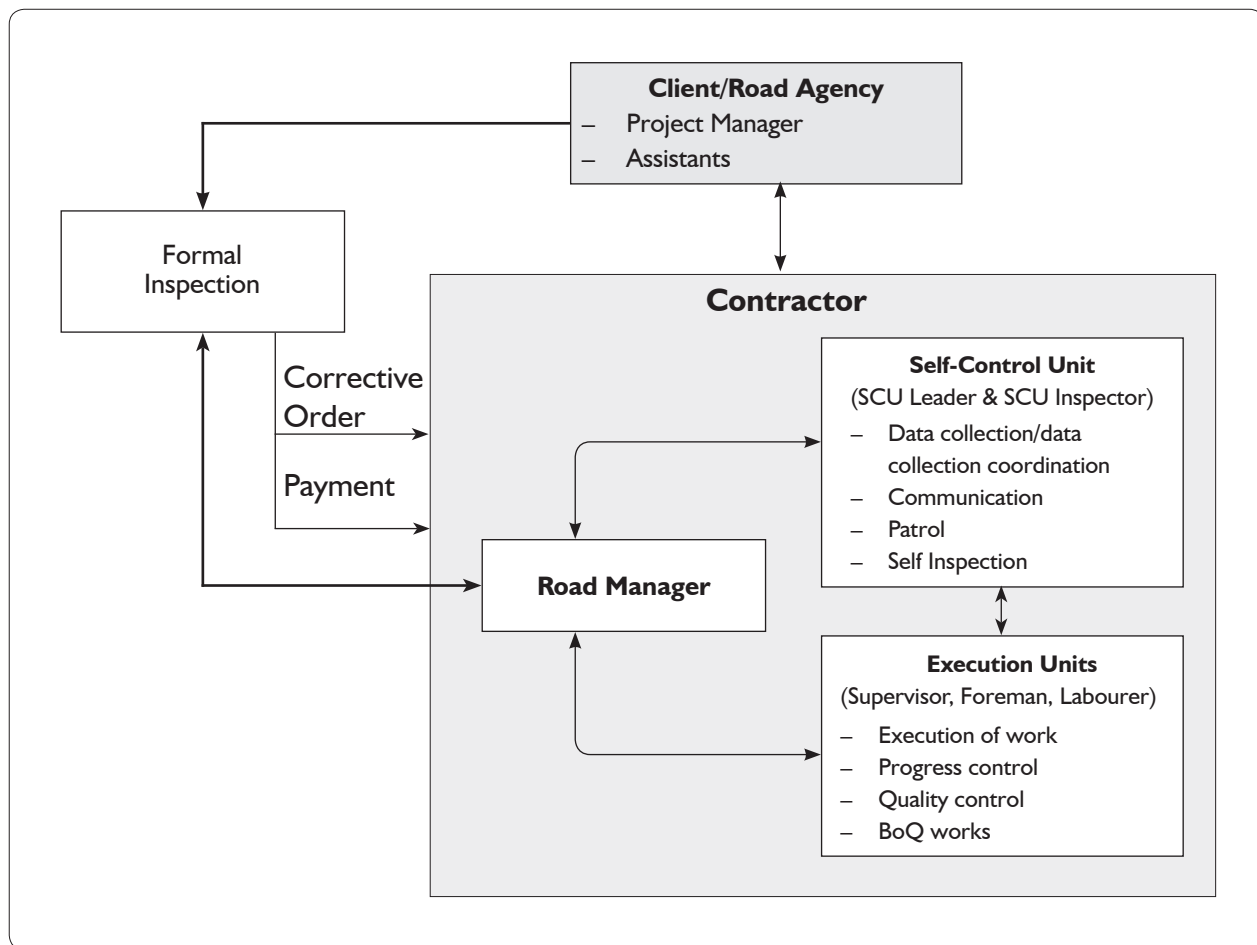 Client/Road Agency
– Project Manager
– Assistants
Formal
Inspection
Contractor
Corrective
Order
Payment
Self-Control Unit
(SCU Leader & SCU Inspector)
– Data collection/data
collection coordination
– Communication
– Patrol
– Self Inspection
Road Manager
Execution Units
(Supervisor, Foreman, Labourer)
– Execution of work
– Progress control
– Quality control
– BoQ works